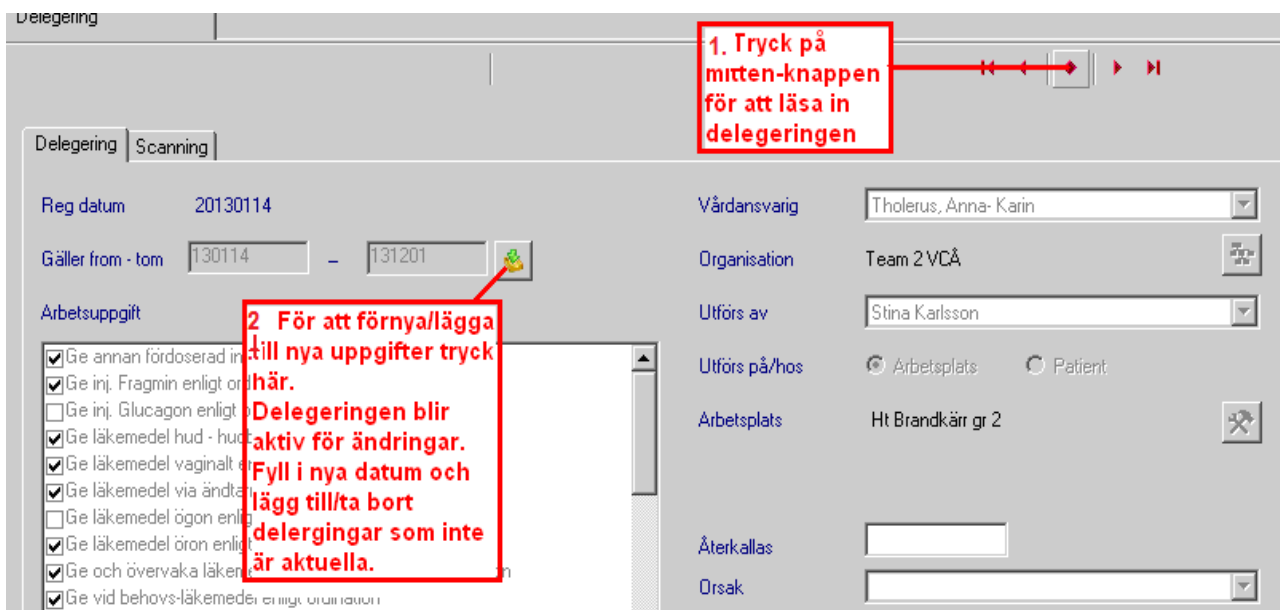 Delegering
1. Tryck på
mitten-knappen
för att läsa in
delegeringen
Delegering Scanning
Reg datum 20130114
Gäller from - tom 130114 – 131201
Arbetsuppgift
Ge annan fördoserad in
Ge inj. Fragmin enligt ord
Ge inj. Glucagon enligt
Ge läkemedel hud - hud
Ge läkemedel vaginalt
Ge läkemedel via ändta
Ge läkemedel ögon enlig
Ge läkemedel öron enligt
Ge och övervaka läkem n
Ge vid behovs-läkemedel enligt ordination
2. För att förnya/lägga
till nya uppgifter tryck
här.
Delegeringen blir
aktiv för ändringar.
Fyll i nya datum och
lägg till/ta bort
delergingar som inte
är aktuella.
Vårdansvarig Tholerus, Anna- Karin
Organisation Team 2 VCÅ
Utförs av Stina Karlsson
Utförs på/hos Arbetsplats Patient
Arbetsplats Ht Brandkärr gr 2
Återkallas
Orsak